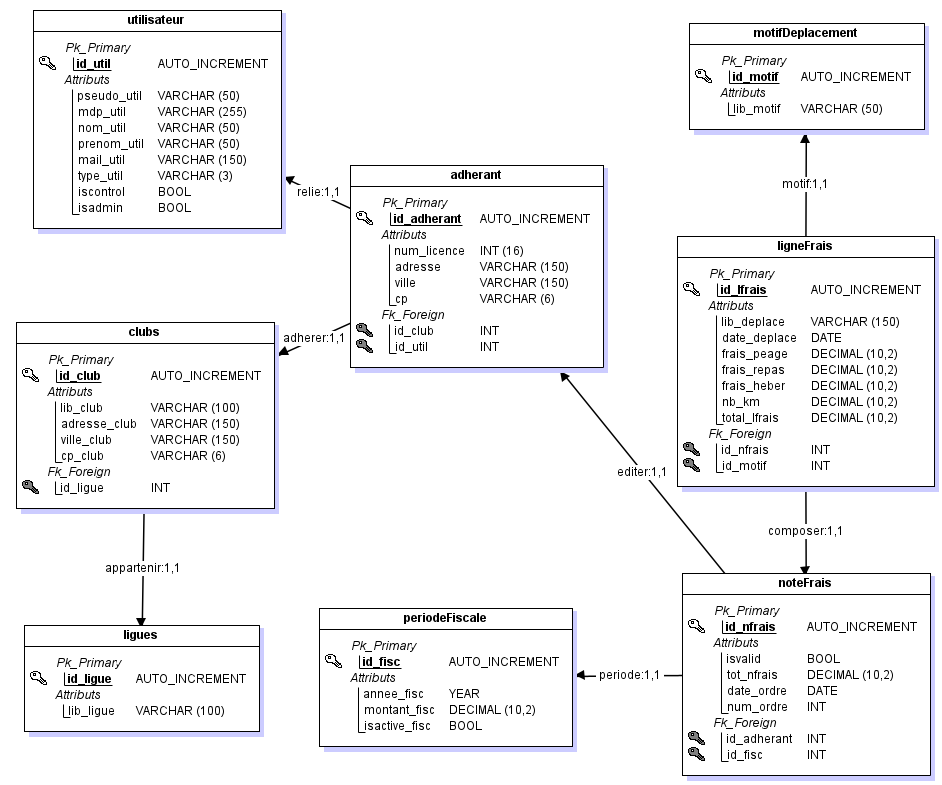 utilisateur
Pk_Primary
id_util AUTO_INCREMENT
Attributs
pseudo_util VARCHAR (50)
mdp_util VARCHAR (255)
nom_util VARCHAR (50)
prenom_util VARCHAR (50)
mail_util VARCHAR (150)
type_util VARCHAR (3)
iscontrol BOOL
isadmin BOOL
motifDeplacement
Pk_Primary
id_motif AUTO_INCREMENT
Attributs
lib_motif VARCHAR (50)
relie:1,1
adherant
Pk_Primary
id_adherant AUTO_INCREMENT
Attributs
num_licence INT (16)
adresse VARCHAR (150)
ville VARCHAR (150)
cp VARCHAR (6)
Fk_Foreign
id_club INT
id_util INT
motif:1,1
ligneFrais
Pk_Primary
id_lfrais AUTO_INCREMENT
Attributs
lib_deplace VARCHAR (150)
date_deplace DATE
frais_peage DECIMAL (10,2)
frais_repas DECIMAL (10,2)
frais_heber DECIMAL (10,2)
nb_km DECIMAL (10,2)
total_lfrais DECIMAL (10,2)
Fk_Foreign
id_nfrais INT
id_motif INT
adherer:1,1
clubs
Pk_Primary
id_club AUTO_INCREMENT
Attributs
lib_club VARCHAR (100)
adresse_club VARCHAR (150)
ville_club VARCHAR (150)
cp_club VARCHAR (6)
Fk_Foreign
id_ligue INT
editer:1,1
composer:1,1
appartenir:1,1
ligues
Pk_Primary
id_ligue AUTO_INCREMENT
Attributs
lib_ligue VARCHAR (100)
periodeFiscale
Pk_Primary
id_fisc AUTO_INCREMENT
Attributs
annee_fisc YEAR
montant_fisc DECIMAL (10,2)
isactive_fisc BOOL
periode:1,1
noteFrais
Pk_Primary
id_nfrais AUTO_INCREMENT
Attributs
isvalid BOOL
tot_nfrais DECIMAL (10,2)
date_ordre DATE
num_ordre INT
Fk_Foreign
id_adherant INT
id_fisc INT